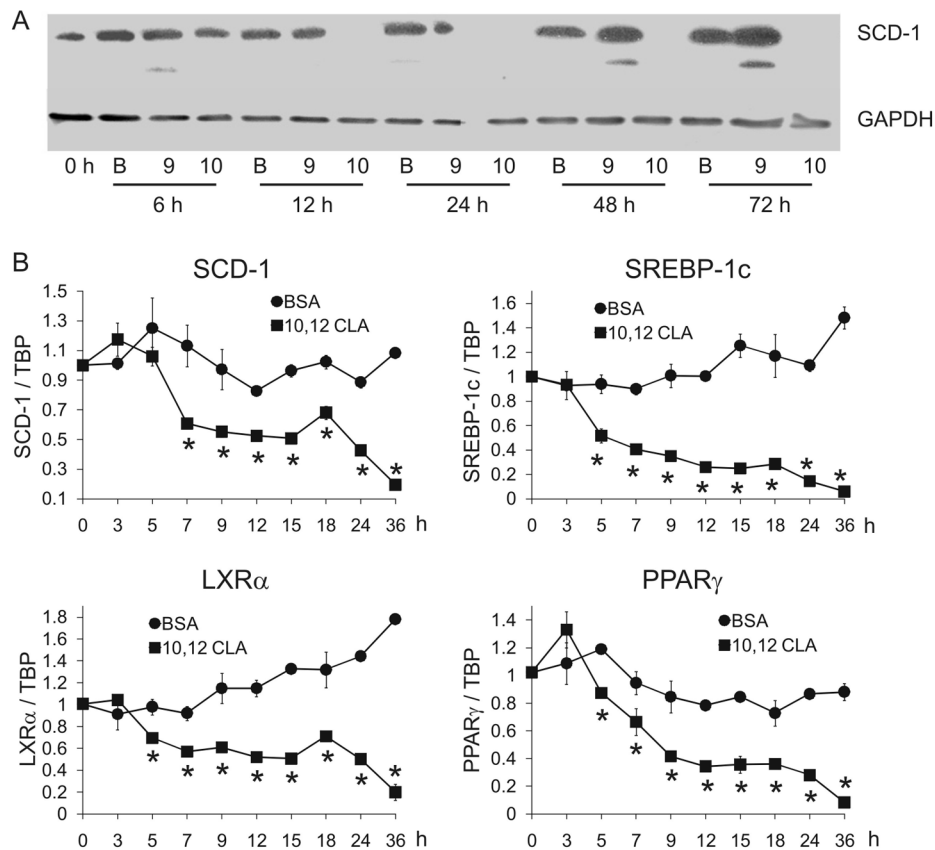 A
SCD-1
GAPDH
0 h B 9 10 B 9 10 B 9 10 B 9 10 B 9 10
6 h 12 h 24 h 48 h 72 h
B
SCD-1
1.5
1.3
1.1
0.9
0.7
0.5
0.3
0.1
SCD-1 / TBP
BSA
10,12 CLA
* * * * * * *
0 3 5 7 9 12 15 18 24 36 h
SREBP-1c
1.6
1.4
1.2
1
0.8
0.6
0.4
0.2
0
SREBP-1c / TBP
BSA
10,12 CLA
* * * * * * * *
0 3 5 7 9 12 15 18 24 36 h
LXRα
1.8
1.6
1.4
1.2
1
0.8
0.6
0.4
0.2
0
LXRα / TBP
BSA
10,12 CLA
* * * * * * * *
0 3 5 7 9 12 15 18 24 36 h
PPARγ
1.4
1.2
1
0.8
0.6
0.4
0.2
0
PPARγ / TBP
BSA
10,12 CLA
* * * * * * * *
0 3 5 7 9 12 15 18 24 36 h